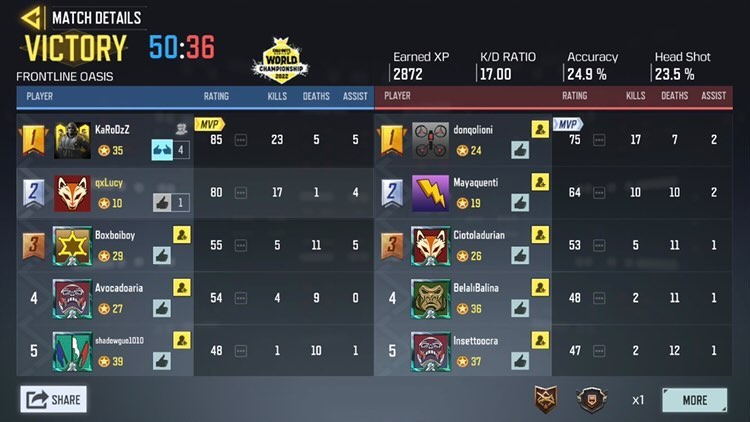 MATCH DETAILS
VICTORY 50:36
FRONTLINE OASIS
WORLD
CHAMPIONSHIP
2022
Earned XP K/D RATIO Accuracy Head Shot
2872 17.00 24.9 % 23.5 %
PLAYER RATING KILLS DEATHS ASSIST
1 KaRoDzZ 35 4 MVP 85 23 5 5
2 qxLucy 10 1 80 17 1 4
3 Boxboiboy 29 55 5 11 5
4 Avocadoaria 27 54 4 9 0
5 shadowguo1010 39 48 1 10 1
PLAYER RATING KILLS DEATHS ASSIST
1 donqolioni 24 MVP 75 17 7 2
2 Mayaquenti 19 64 10 10 2
3 Ciotoladurian 26 53 5 11 1
4 BelalıBalina 36 48 2 11 1
5 Insettoocra 37 47 2 12 1
SHARE
x1
MORE